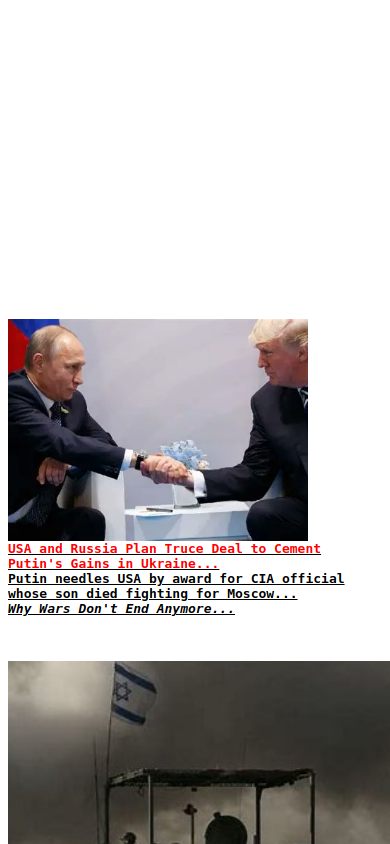 USA and Russia Plan Truce Deal to Cement
Putin's Gains in Ukraine...
Putin needles USA by award for CIA official
whose son died fighting for Moscow...
Why Wars Don't End Anymore...